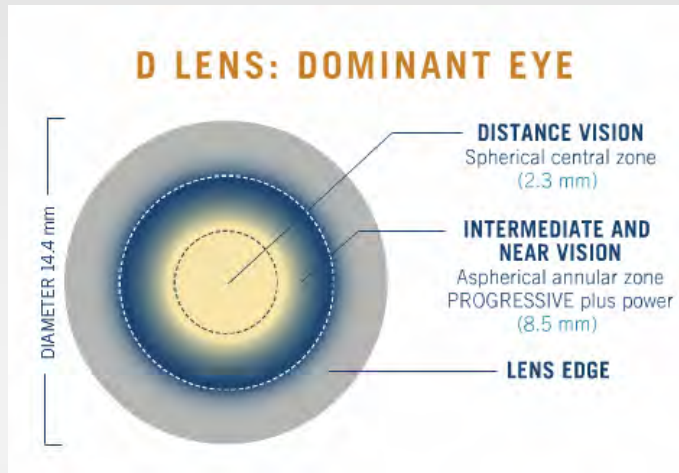 D LENS: DOMINANT EYE
DIAMETER 14.4 mm
DISTANCE VISION
Spherical central zone
(2.3 mm)
INTERMEDIATE AND
NEAR VISION
Aspherical annular zone
PROGRESSIVE plus power
(8.5 mm)
LENS EDGE